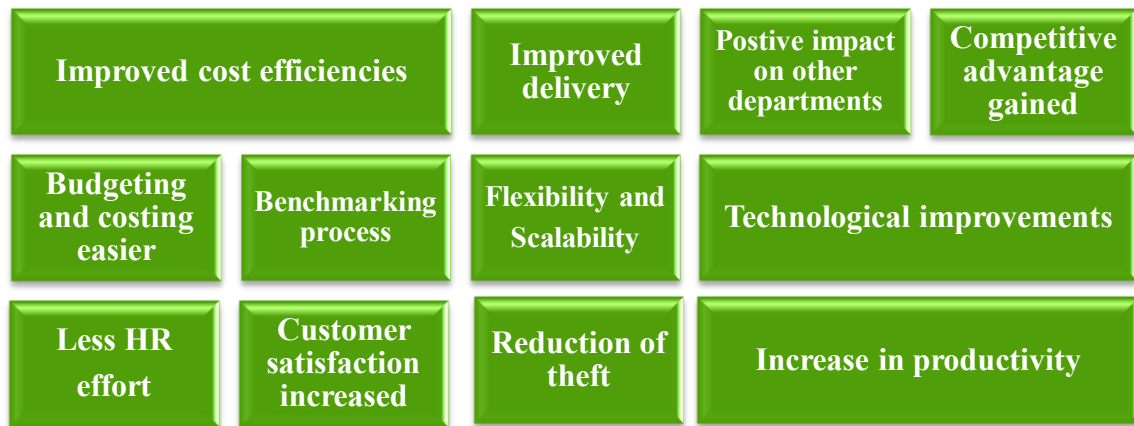 Improved cost efficiencies
Improved
delivery
Postive impact
on other
departments
Competitive
advantage
gained
Budgeting
and costing
easier
Benchmarking
process
Flexibility and
Scalability
Technological improvements
Less HR
effort
Customer
satisfaction
increased
Reduction of
theft
Increase in productivity